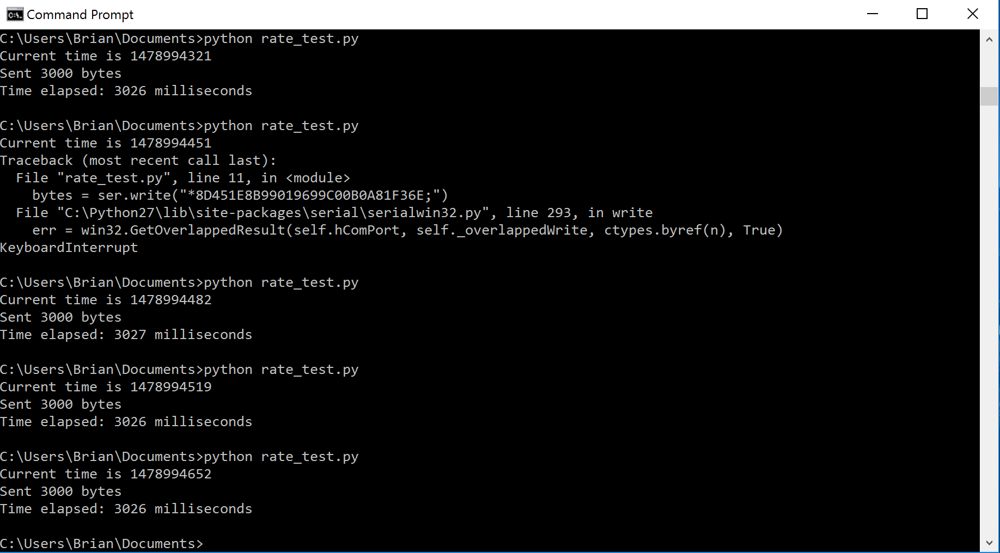 Command Prompt
C:\Users\Brian\Documents>python rate_test.py
Current time is 1478994321
Sent 3000 bytes
Time elapsed: 3026 milliseconds
C:\Users\Brian\Documents>python rate_test.py
Current time is 1478994451
Traceback (most recent call last):
  File "rate_test.py", line 11, in <module>
    bytes = ser.write("*8D451E8B99019699C00B0A81F36E;")
  File "C:\Python27\lib\site-packages\serial\serialwin32.py", line 293, in write
    err = win32.GetOverlappedResult(self.hComPort, self._overlappedWrite, ctypes.byref(n), True)
KeyboardInterrupt
C:\Users\Brian\Documents>python rate_test.py
Current time is 1478994482
Sent 3000 bytes
Time elapsed: 3027 milliseconds
C:\Users\Brian\Documents>python rate_test.py
Current time is 1478994519
Sent 3000 bytes
Time elapsed: 3026 milliseconds
C:\Users\Brian\Documents>python rate_test.py
Current time is 1478994652
Sent 3000 bytes
Time elapsed: 3026 milliseconds
C:\Users\Brian\Documents>